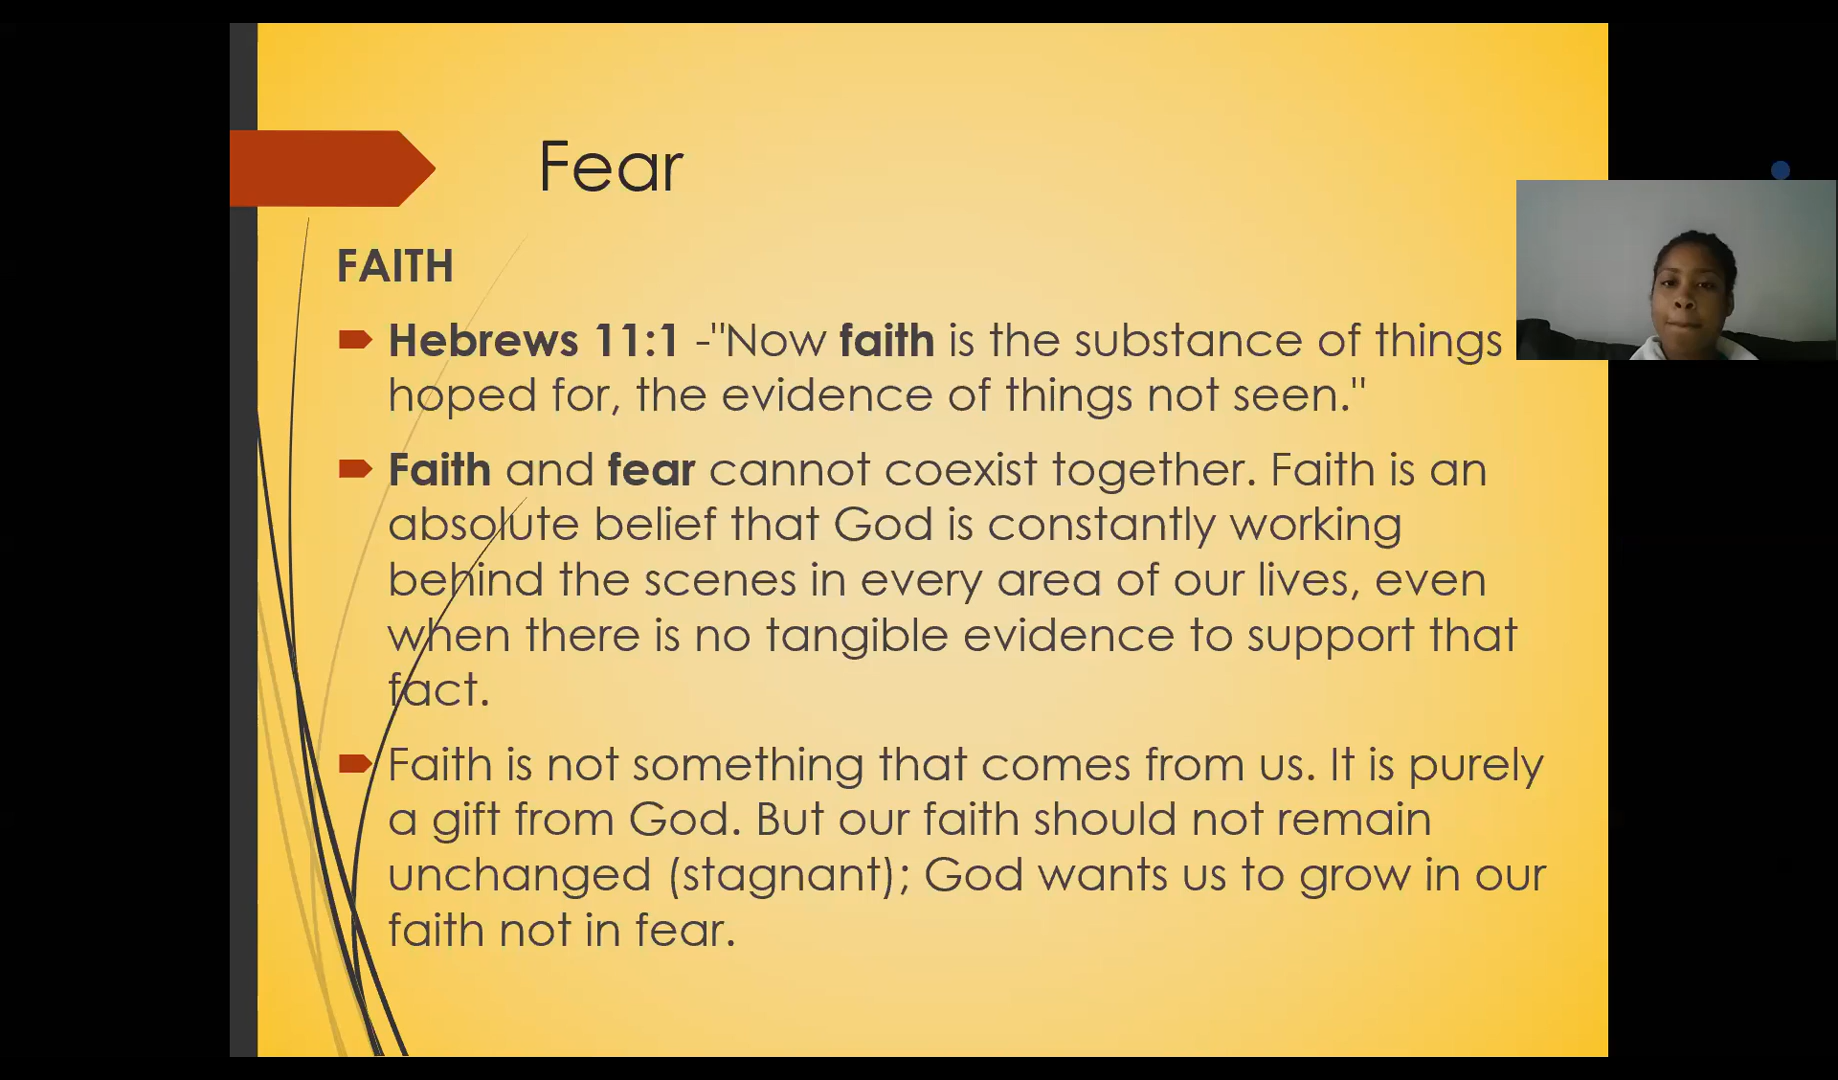 Fear
FAITH
Hebrews 11:1 -"Now faith is the substance of things
hoped for, the evidence of things not seen."
Faith and fear cannot coexist together. Faith is an
absolute belief that God is constantly working
behind the scenes in every area of our lives, even
when there is no tangible evidence to support that
fact.
Faith is not something that comes from us. It is purely
a gift from God. But our faith should not remain
unchanged (stagnant); God wants us to grow in our
faith not in fear.